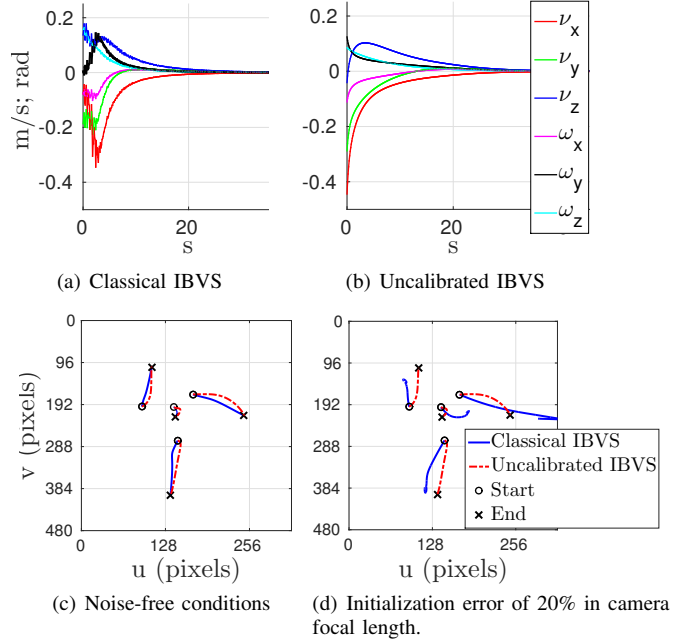 0.2
0
-0.2
-0.4
m/s; rad
0 20
s
(a) Classical IBVS
0.2
0
-0.2
-0.4
0 20
s
(b) Uncalibrated IBVS
ν_x
ν_y
ν_z
ω_x
ω_y
ω_z
0
96
192
288
384
480
v (pixels)
0 128 256
u (pixels)
(c) Noise-free conditions
0
96
192
288
384
480
0 128 256
u (pixels)
Classical IBVS
Uncalibrated IBVS
Start
End
(d) Initialization error of 20% in camera
focal length.